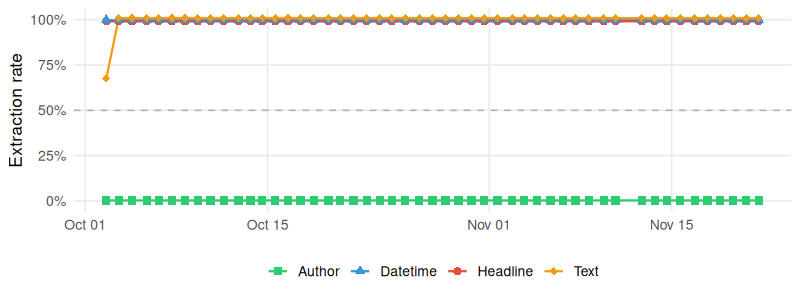 100%
75%
50%
25%
0%
Extraction rate
Oct 01 Oct 15 Nov 01 Nov 15
Author Datetime Headline Text